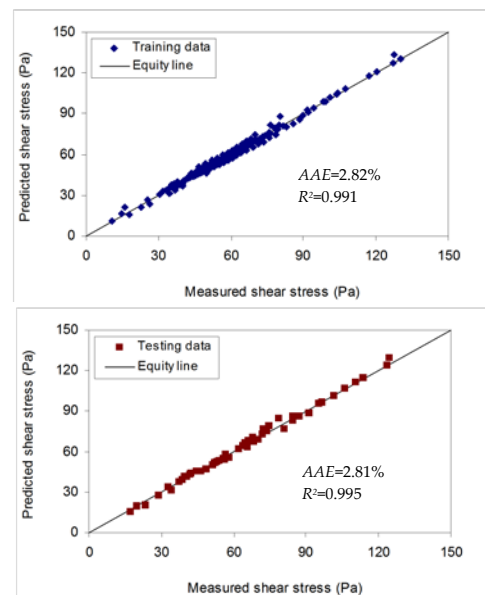 150
Training data
Equity line
120
90
60
30
0
Predicted shear stress (Pa)
AAE=2.82%
R²=0.991
0 30 60 90 120 150
Measured shear stress (Pa)
150
Testing data
Equity line
120
90
60
30
0
Predicted shear stress (Pa)
AAE=2.81%
R²=0.995
0 30 60 90 120 150
Measured shear stress (Pa)